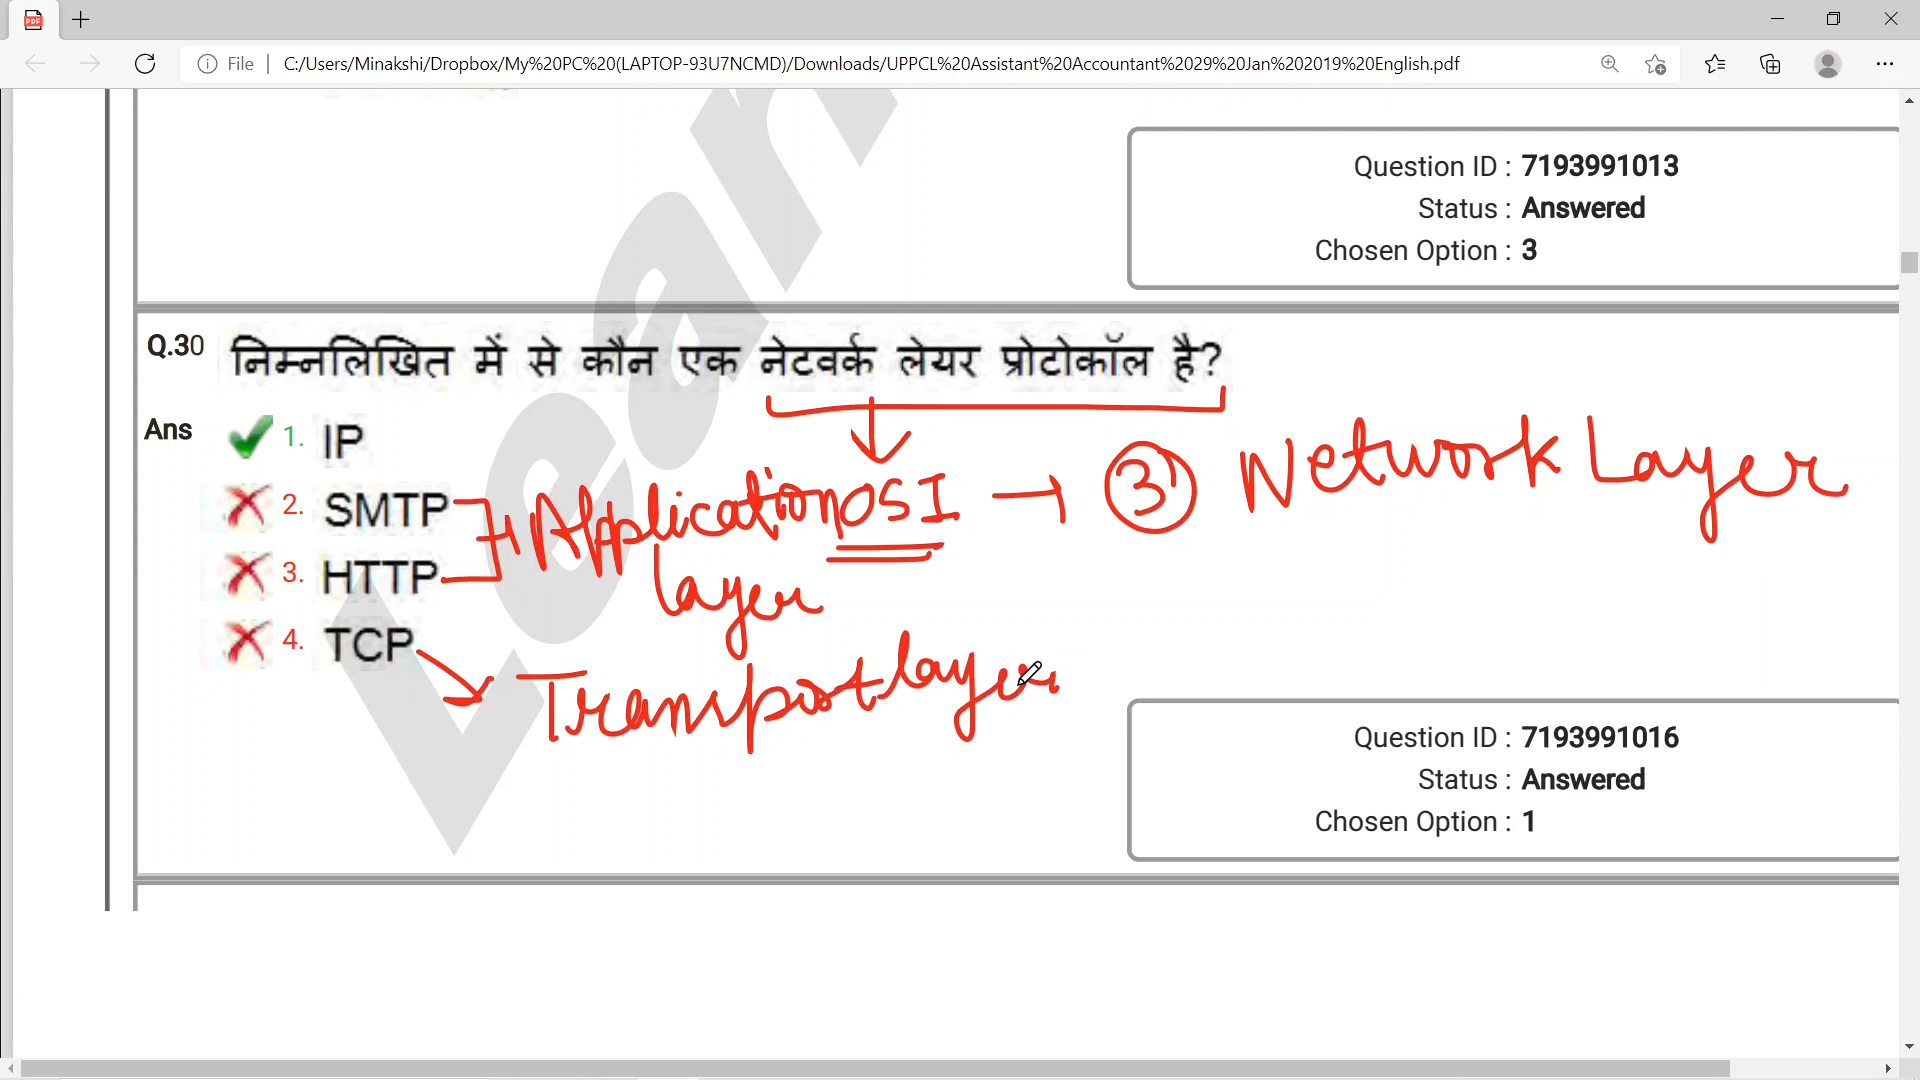 File | C:/Users/Minakshi/Dropbox/My%20PC%20(LAPTOP-93U7NCMD)/Downloads/UPPCL%20Assistant%20Accountant%2029%20Jan%202019%20English.pdf
Question ID : 7193991013
Status : Answered
Chosen Option : 3
Q.30 निम्नलिखित में से कौन एक नेटवर्क लेयर प्रोटोकॉल है?
Ans 1. IP
2. SMTP
3. HTTP
4. TCP
Application
layer
OSI → 3 Network Layer
Transport layer
Question ID : 7193991016
Status : Answered
Chosen Option : 1
Lear